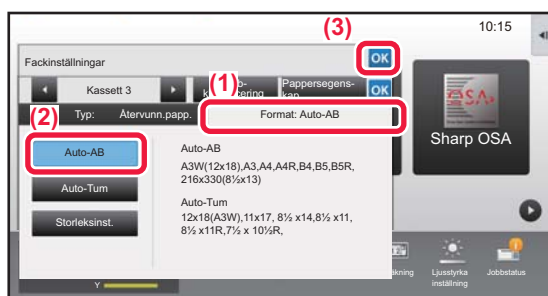 (3)
10:15
Fackinställningar
OK
(1)
Kassett 3
Pappersegens-
OK
(2)
Typ: Återvunn.papp.
Format: Auto-AB
Auto-AB
Auto-Tum
Storleksinst.
Auto-AB
A3W(12x18),A3,A4,A4R,B4,B5,B5R,
216x330(8½x13)
Auto-Tum
12x18(A3W),11x17, 8½ x14,8½ x11,
8½ x11R,7½ x 10½R,
OSA
Sharp OSA
Ljusstyrka
inställning
Jobbstatus
Y